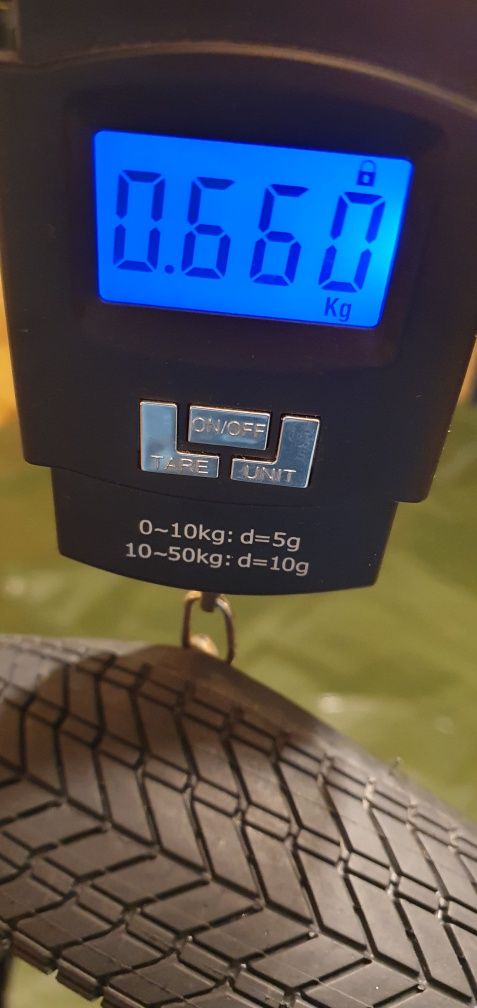 0.660
Kg
ON/OFF
TARE UNIT
0~10kg: d=5g
10~50kg: d=10g